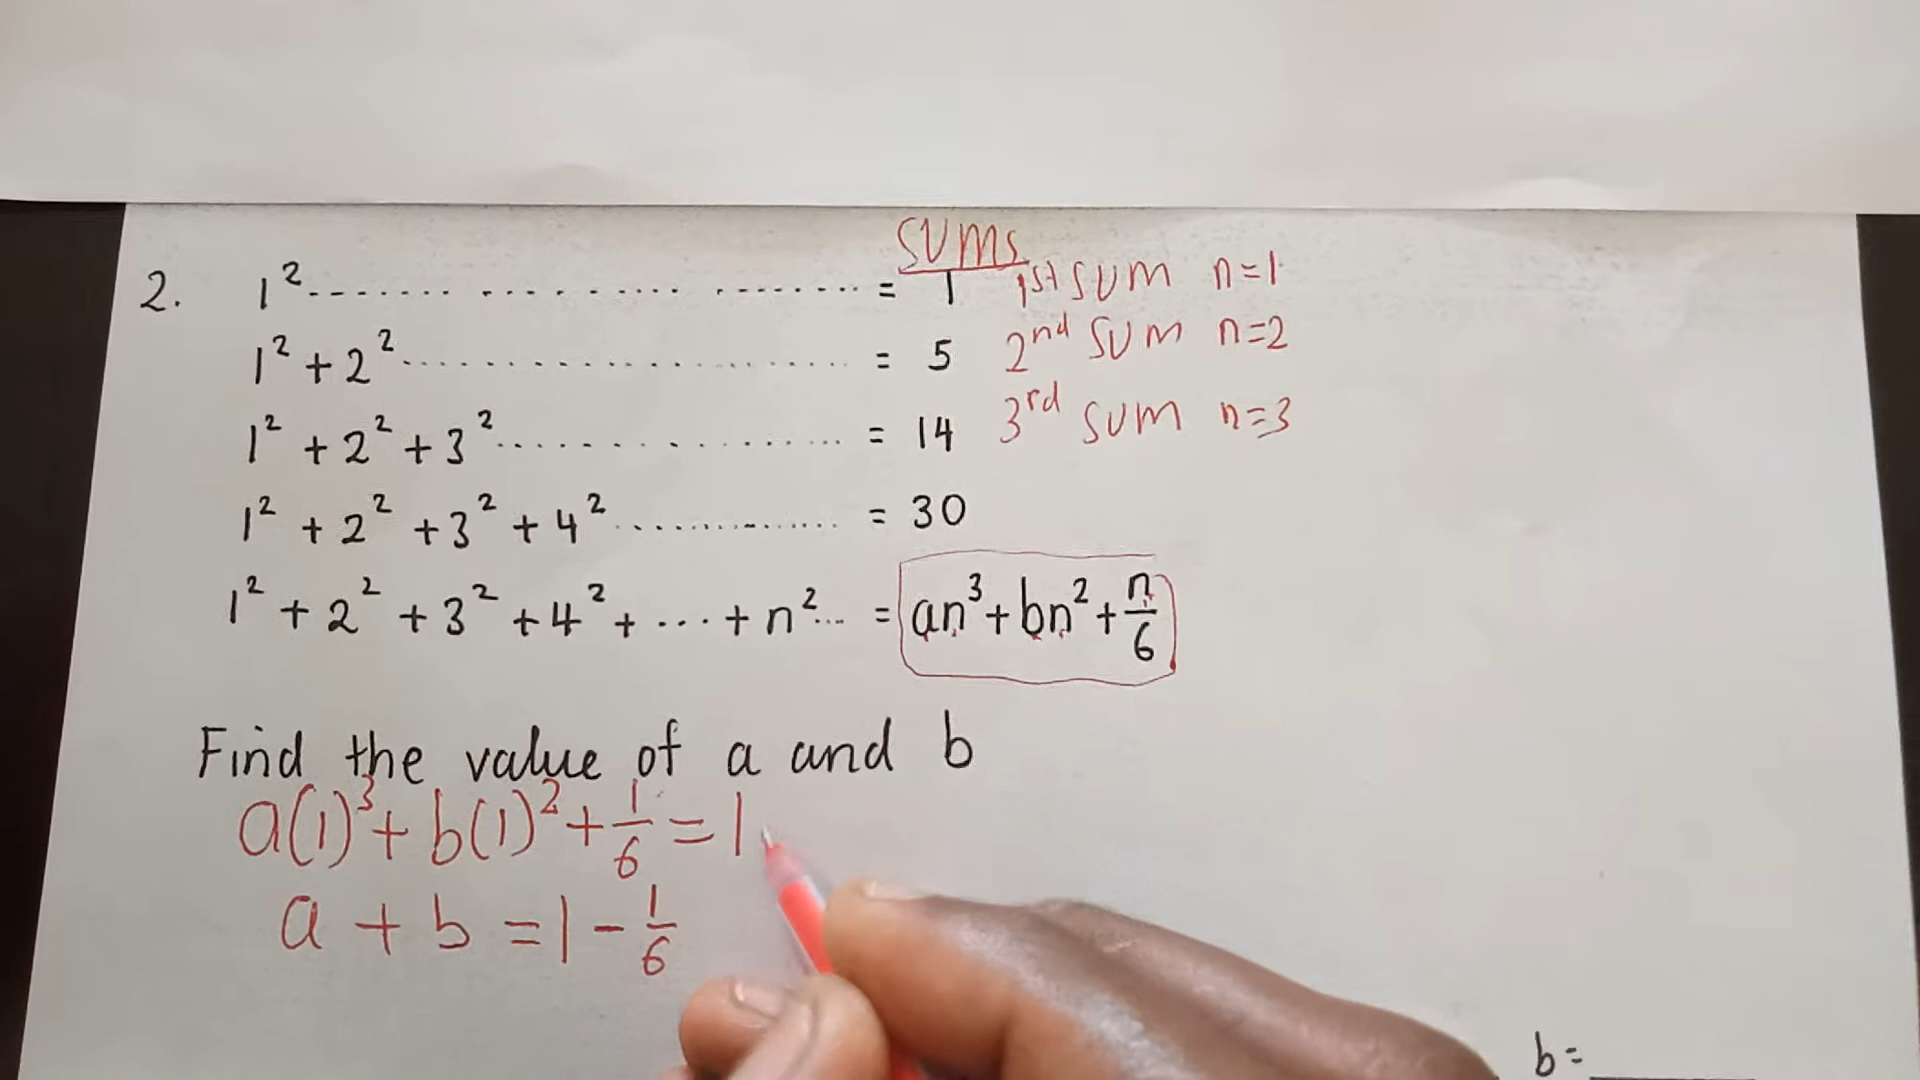 SUMS
2. 1² - - - - - - - - - - - - - - - - - - - - = 1 1st SUM n=1
1² + 2² . . . . . . . . . . . . . . . . . . . . = 5 2nd SUM n=2
1² + 2² + 3² . . . . . . . . . . . . . . . = 14 3rd SUM n=3
1² + 2² + 3² + 4² . . . . . . . . . . . . = 30
1² + 2² + 3² + 4² + ... + n² ... = an³ + bn² + n/6
Find the value of a and b
a(1)³ + b(1)² + 1/6 = 1
a + b = 1 - 1/6
b = ______